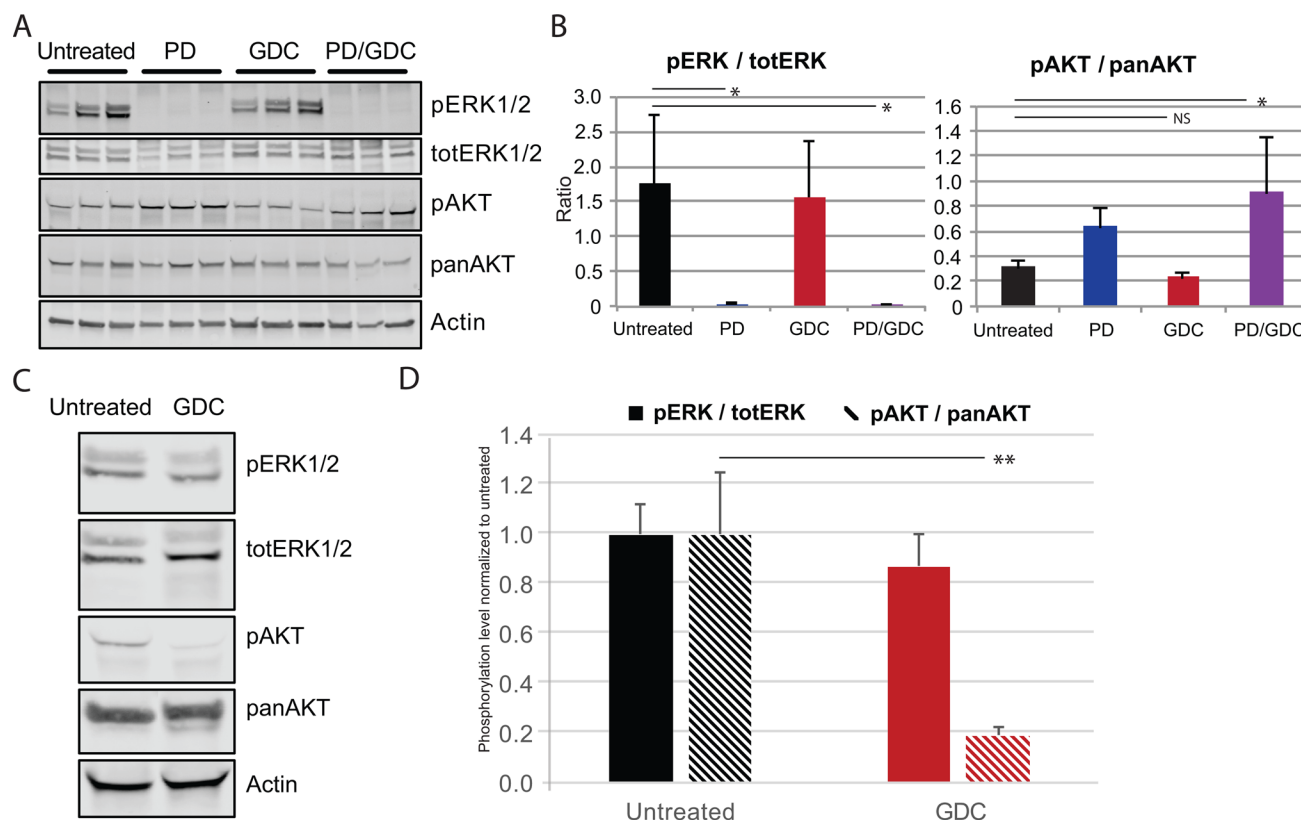 A
Untreated PD GDC PD/GDC
pERK1/2
totERK1/2
pAKT
panAKT
Actin
B
pERK / totERK
*
*
3.0
2.5
2.0
1.5
1.0
0.5
0
Ratio
Untreated PD GDC PD/GDC
pAKT / panAKT
*
NS
1.6
1.4
1.2
1.0
0.8
0.6
0.4
0.2
0
Untreated PD GDC PD/GDC
C
Untreated GDC
pERK1/2
totERK1/2
pAKT
panAKT
Actin
D
pERK / totERK pAKT / panAKT
**
1.4
1.2
1.0
0.8
0.6
0.4
0.2
0.0
Phosphorylation level normalized to untreated
Untreated GDC